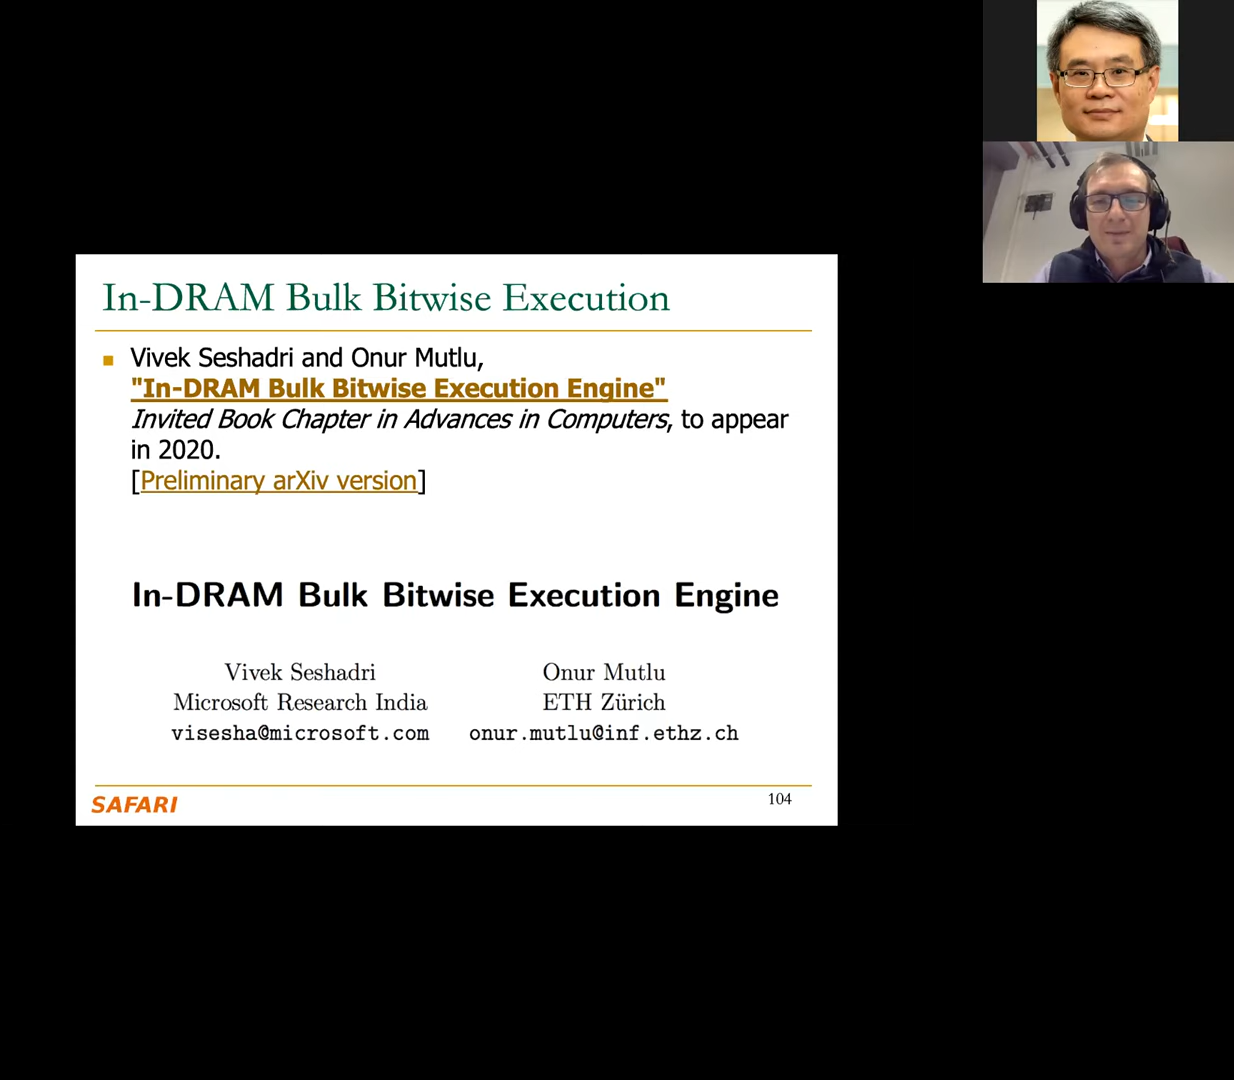 In-DRAM Bulk Bitwise Execution
Vivek Seshadri and Onur Mutlu,
"In-DRAM Bulk Bitwise Execution Engine"
Invited Book Chapter in Advances in Computers, to appear
in 2020.
[Preliminary arXiv version]
In-DRAM Bulk Bitwise Execution Engine
Vivek Seshadri
Microsoft Research India
visesha@microsoft.com
Onur Mutlu
ETH Zürich
onur.mutlu@inf.ethz.ch
SAFARI
104